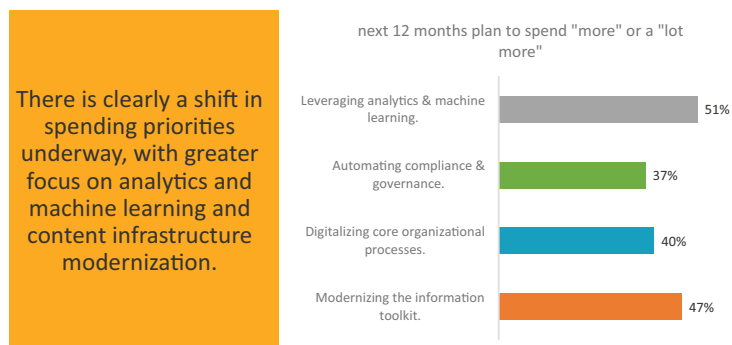 There is clearly a shift in
spending priorities
underway, with greater
focus on analytics and
machine learning and
content infrastructure
modernization.
next 12 months plan to spend "more" or a "lot
more"
Leveraging analytics & machine
learning.
51%
Automating compliance &
governance.
37%
Digitalizing core organizational
processes.
40%
Modernizing the information
toolkit.
47%